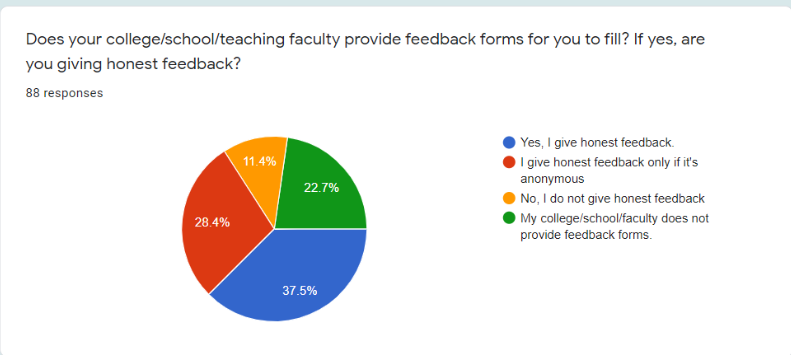 Does your college/school/teaching faculty provide feedback forms for you to fill? If yes, are
you giving honest feedback?
88 responses
11.4%
22.7%
28.4%
37.5%
Yes, I give honest feedback.
I give honest feedback only if it's
anonymous
No, I do not give honest feedback
My college/school/faculty does not
provide feedback forms.